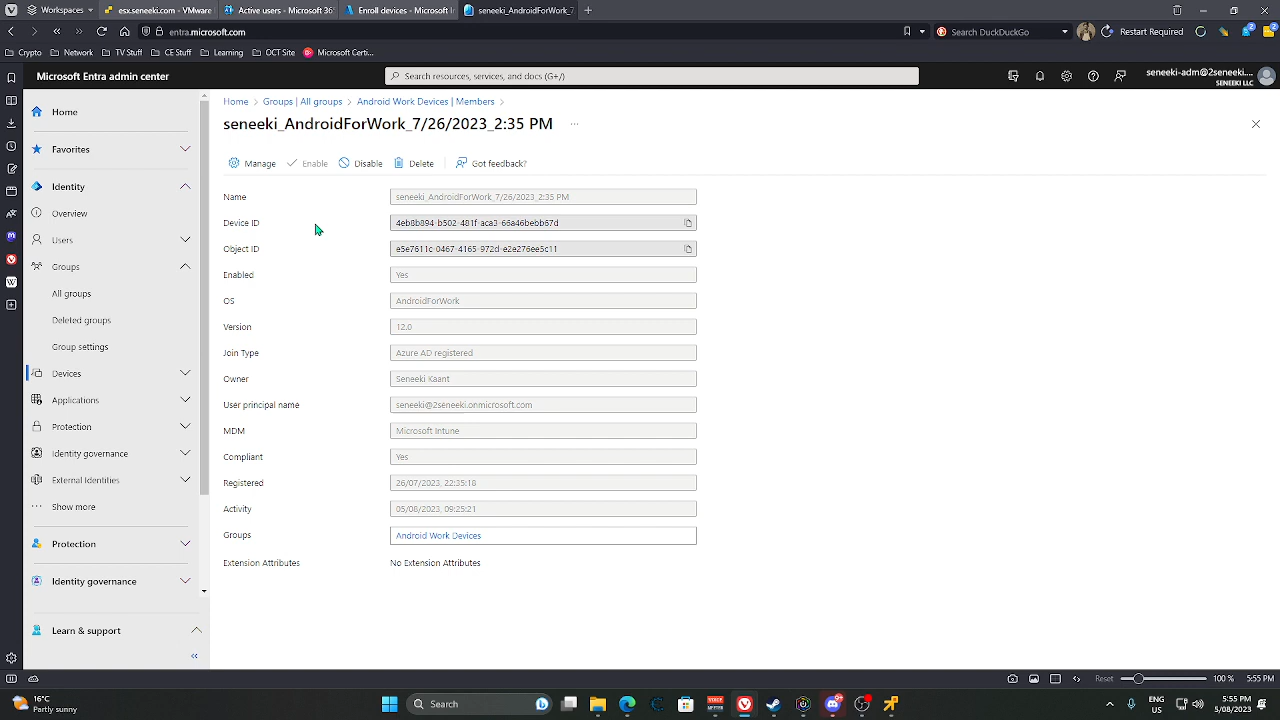 Workspaces
esx.seneeki.com - VMware
Active users - Microsoft 36
Enroll devices - Microsoft I
seneeki_AndroidForWork_7
entra.microsoft.com
Search DuckDuckGo
Restart Required
Crypto
Network
TV Stuff
CE Stuff
Learning
OCT Site
Microsoft Certi...
Microsoft Entra admin center
Search resources, services, and docs (G+/)
seneeki-adm@2seneeki....
SENEEKI LLC
Home
Favorites
Identity
Overview
Users
Groups
All groups
Deleted groups
Group settings
Devices
Applications
Protection
Identity governance
External Identities
Show more
Protection
Identity governance
Learn & support
Home > Groups | All groups > Android Work Devices | Members >
seneeki_AndroidForWork_7/26/2023_2:35 PM ...
Manage
Enable
Disable
Delete
Got feedback?
Name seneeki_AndroidForWork_7/26/2023_2:35 PM
Device ID 4eb8b894-b502-481f-aca3-66a46bebb67d
Object ID e5e7611c-0467-4165-972d-e2e276ee5c11
Enabled Yes
OS AndroidForWork
Version 12.0
Join Type Azure AD registered
Owner Seneeki Kaant
User principal name seneeki@2seneeki.onmicrosoft.com
MDM Microsoft Intune
Compliant Yes
Registered 26/07/2023, 22:35:18
Activity 05/08/2023, 09:25:21
Groups Android Work Devices
Extension Attributes No Extension Attributes
Reset
100 %
5:55 PM
16°C
Partly sunny
Search
ENG
US
5:55 PM
5/08/2023